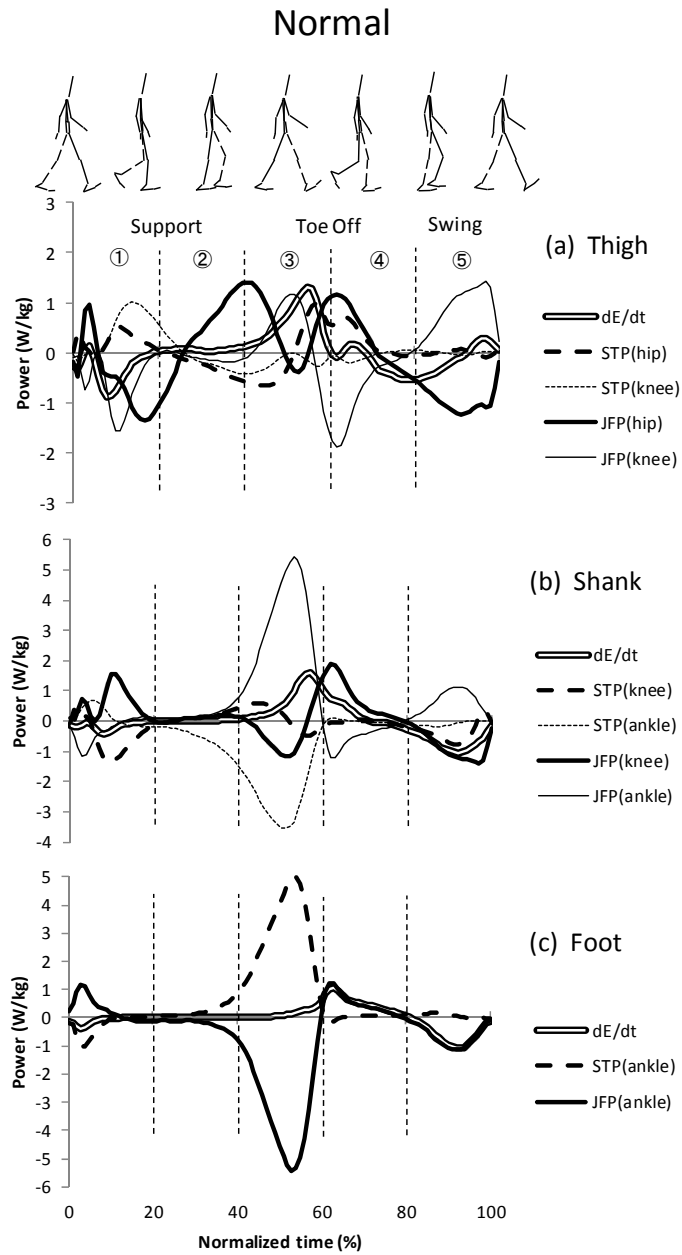 Normal
3
2
1
0
-1
-2
-3
Power (W/kg)
Support
Toe Off
Swing
①
②
③
④
⑤
(a) Thigh
dE/dt
STP(hip)
STP(knee)
JFP(hip)
JFP(knee)
6
5
4
3
2
1
0
-1
-2
-3
-4
Power (W/kg)
(b) Shank
dE/dt
STP(knee)
STP(ankle)
JFP(knee)
JFP(ankle)
5
4
3
2
1
0
-1
-2
-3
-4
-5
-6
Power (W/kg)
(c) Foot
dE/dt
STP(ankle)
JFP(ankle)
0 20 40 60 80 100
Normalized time (%)